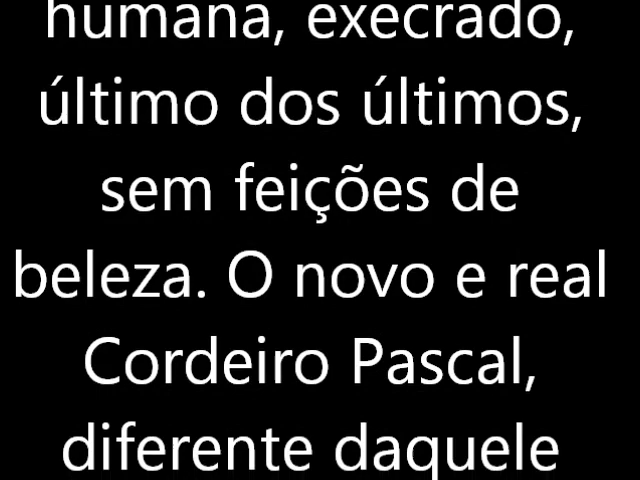 humana, execrado,
último dos últimos,
sem feições de
beleza. O novo e real
Cordeiro Pascal,
diferente daquele